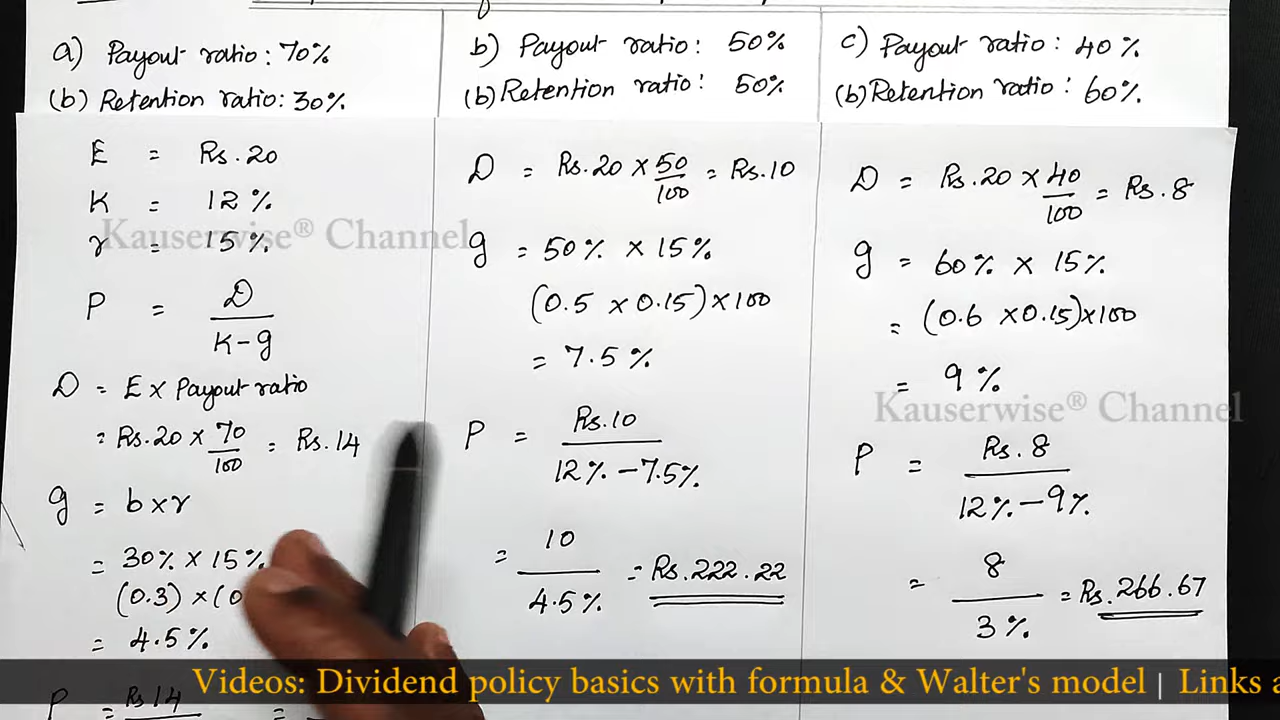 a) Payout ratio: 70%
(b) Retention ratio: 30%
E = Rs. 20
K = 12%
r = 15%
P = D
K-g
D = E x Payout ratio
= Rs. 20 x 70
100
= Rs. 14
g = b x r
= 30% x 15%
(0.3) x (0
= 4.5%
P = Rs 14
=
b) Payout ratio: 50%
(b) Retention ratio: 50%
D = Rs. 20 x 50
100
= Rs. 10
g = 50% x 15%
(0.5 x 0.15) x 100
= 7.5%
P = Rs. 10
12% - 7.5%
= 10
4.5%
= Rs. 222.22
c) Payout ratio: 40%
(b) Retention ratio: 60%
D = Rs. 20 x 40
100
= Rs. 8
g = 60% x 15%
= (0.6 x 0.15) x 100
= 9%
P = Rs. 8
12% - 9%
= 8
3%
= Rs. 266.67
Kauserwise® Channel
Kauserwise® Channel
Videos: Dividend policy basics with formula & Walter's model | Links a